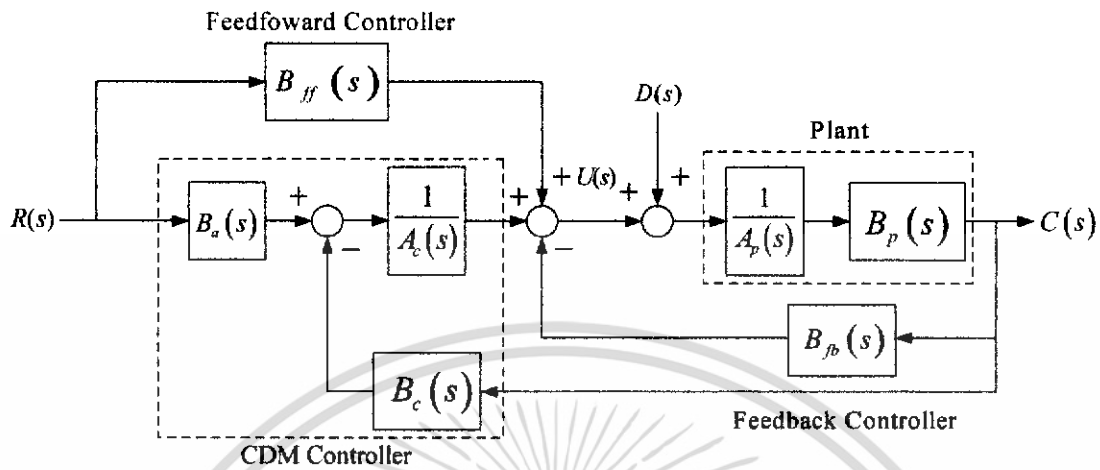 Feedfoward Controller
B_ff (s)
D(s)
Plant
R(s)
B_a(s)
+
−
1
A_c(s)
+
+ U(s)
−
+
+
1
A_p(s)
B_p(s)
C(s)
B_fb(s)
B_c(s)
Feedback Controller
CDM Controller